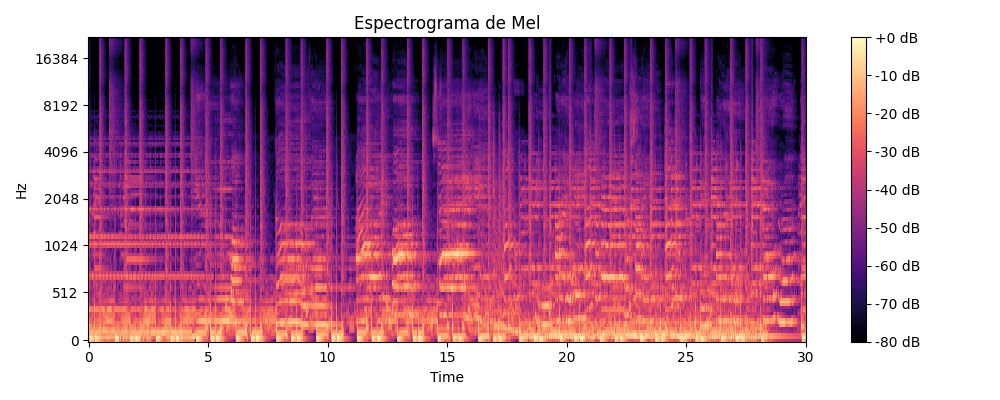 Espectrograma de Mel
16384
8192
4096
2048
1024
512
0
Hz
0 5 10 15 20 25 30
Time
+0 dB
-10 dB
-20 dB
-30 dB
-40 dB
-50 dB
-60 dB
-70 dB
-80 dB